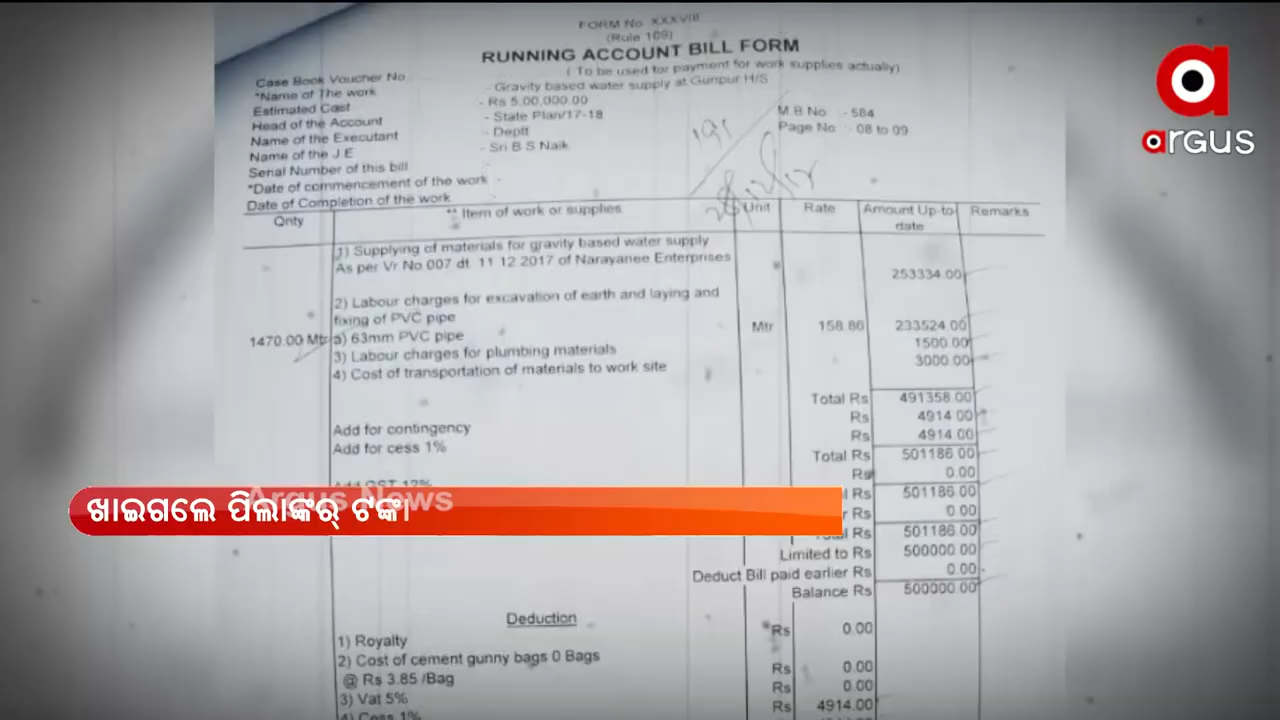 FORM No XXXVIII
(Rule 109)
RUNNING ACCOUNT BILL FORM
( To be used for payment for work supplies actually)
Case Book Voucher No
*Name of The work - Gravity based water supply at Gunpur H/S
Estimated Cost - Rs 5,00,000.00
Head of the Account - State Plan/17-18
Name of the Executant - Deptt
Name of the J E - Sri B S Naik
M.B No - 584
Page No - 08 to 09
Serial Number of this bill
*Date of commencement of the work -
Date of Completion of the work
argus
Qnty ** Item of work or supplies Unit Rate Amount Up-to-date Remarks
1) Supplying of materials for gravity based water supply
As per Vr No 007 dt. 11 12 2017 of Narayanee Enterprises 253334.00
2) Labour charges for excavation of earth and laying and
fixing of PVC pipe
1470.00 Mtr a) 63mm PVC pipe Mtr 158.86 233524.00
3) Labour charges for plumbing materials 1500.00
4) Cost of transportation of materials to work site 3000.00
Total Rs 491358.00
Add for contingency Rs 4914.00
Add for cess 1% Rs 4914.00
Total Rs 501186.00
Rs 0.00
Rs 501186.00
0.00
Rs 501186.00
Limited to Rs 500000.00
Deduct Bill paid earlier Rs 0.00
Balance Rs 500000.00
Argus News
ଖାଇଗଲେ ପିଲାଙ୍କର୍ ଟଙ୍କା
Deduction
1) Royalty Rs 0.00
2) Cost of cement gunny bags 0 Bags
@ Rs 3.85 /Bag Rs 0.00
3) Vat 5% Rs 0.00
4) Cess 1% Rs 4914.00